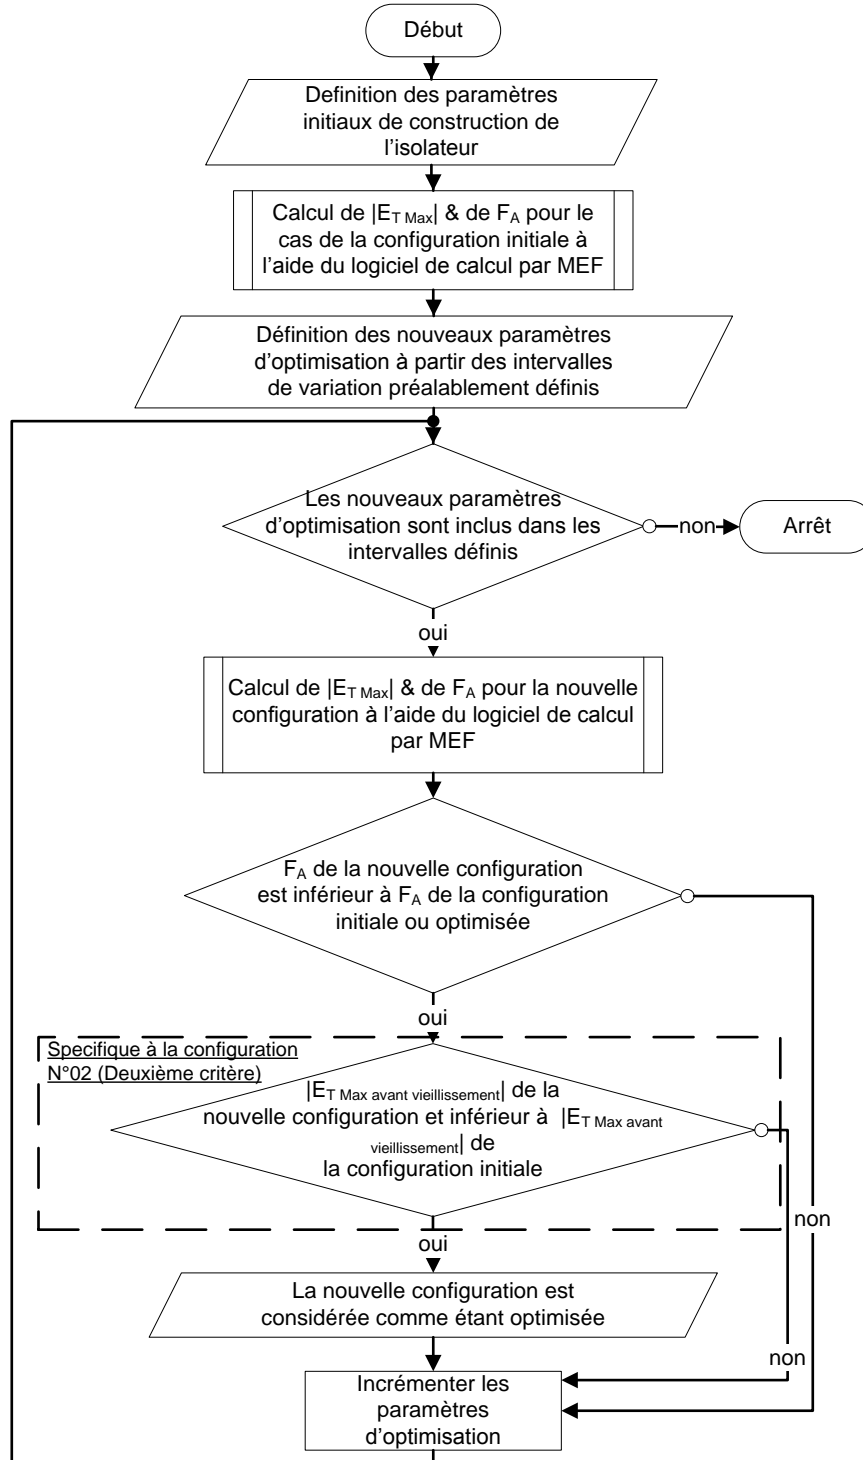 Début
Definition des paramètres
initiaux de construction de
l'isolateur
Calcul de |E_T Max| & de F_A pour le
cas de la configuration initiale à
l'aide du logiciel de calcul par MEF
Définition des nouveaux paramètres
d'optimisation à partir des intervalles
de variation préalablement définis
Les nouveaux paramètres
d'optimisation sont inclus dans les
intervalles définis
non
Arrêt
oui
Calcul de |E_T Max| & de F_A pour la nouvelle
configuration à l'aide du logiciel de calcul
par MEF
F_A de la nouvelle configuration
est inférieur à F_A de la configuration
initiale ou optimisée
oui
Specifique à la configuration
N°02 (Deuxième critère)
|E_T Max avant vieillissement| de la
nouvelle configuration et inférieur à |E_T Max avant
vieillissement| de
la configuration initiale
non
oui
La nouvelle configuration est
considérée comme étant optimisée
non
Incrémenter les
paramètres
d'optimisation